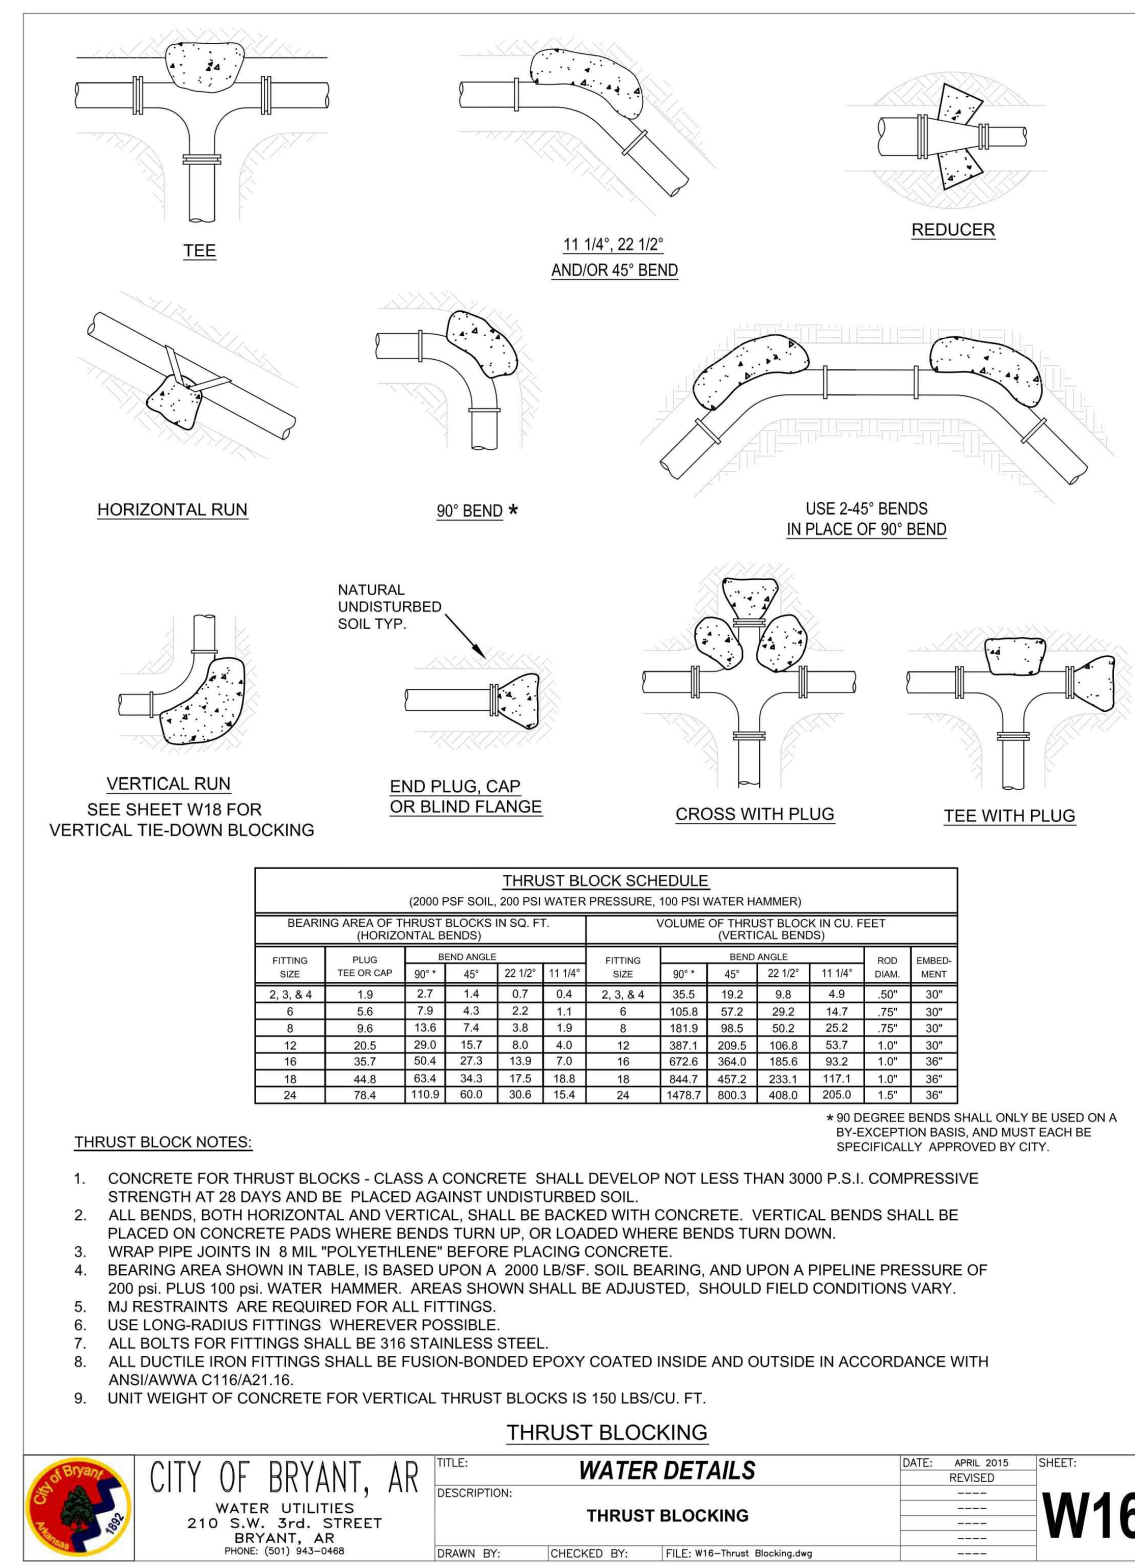 TEE
11 1/4°, 22 1/2°
AND/OR 45° BEND
REDUCER
HORIZONTAL RUN
90° BEND *
USE 2-45° BENDS
IN PLACE OF 90° BEND
NATURAL
UNDISTURBED
SOIL TYP.
VERTICAL RUN
SEE SHEET W18 FOR
VERTICAL TIE-DOWN BLOCKING
END PLUG, CAP
OR BLIND FLANGE
CROSS WITH PLUG
TEE WITH PLUG
THRUST BLOCK SCHEDULE
(2000 PSF SOIL, 200 PSI WATER PRESSURE, 100 PSI WATER HAMMER)
BEARING AREA OF THRUST BLOCKS IN SQ. FT. VOLUME OF THRUST BLOCK IN CU. FEET
(HORIZONTAL BENDS) (VERTICAL BENDS)
FITTING PLUG BEND ANGLE FITTING BEND ANGLE ROD EMBED-
SIZE TEE OR CAP 90° * 45° 22 1/2° 11 1/4° SIZE 90° * 45° 22 1/2° 11 1/4° DIAM. MENT
2, 3, & 4 1.9 2.7 1.4 0.7 0.4 2, 3, & 4 35.5 19.2 9.8 4.9 .50" 30"
6 5.6 7.9 4.3 2.2 1.1 6 105.8 57.2 29.2 14.7 .75" 30"
8 9.6 13.6 7.4 3.8 1.9 8 181.9 98.5 50.2 25.2 .75" 30"
12 20.5 29.0 15.7 8.0 4.0 12 387.1 209.5 106.8 53.7 1.0" 30"
16 35.7 50.4 27.3 13.9 7.0 16 672.6 364.0 185.6 93.2 1.0" 36"
18 44.8 63.4 34.3 17.5 18.8 18 844.7 457.2 233.1 117.1 1.0" 36"
24 78.4 110.9 60.0 30.6 15.4 24 1478.7 800.3 408.0 205.0 1.5" 36"
* 90 DEGREE BENDS SHALL ONLY BE USED ON A
BY-EXCEPTION BASIS, AND MUST EACH BE
SPECIFICALLY APPROVED BY CITY.
THRUST BLOCK NOTES:
1. CONCRETE FOR THRUST BLOCKS - CLASS A CONCRETE SHALL DEVELOP NOT LESS THAN 3000 P.S.I. COMPRESSIVE
STRENGTH AT 28 DAYS AND BE PLACED AGAINST UNDISTURBED SOIL.
2. ALL BENDS, BOTH HORIZONTAL AND VERTICAL, SHALL BE BACKED WITH CONCRETE. VERTICAL BENDS SHALL BE
PLACED ON CONCRETE PADS WHERE BENDS TURN UP, OR LOADED WHERE BENDS TURN DOWN.
3. WRAP PIPE JOINTS IN 8 MIL "POLYETHLENE" BEFORE PLACING CONCRETE.
4. BEARING AREA SHOWN IN TABLE, IS BASED UPON A 2000 LB/SF. SOIL BEARING, AND UPON A PIPELINE PRESSURE OF
200 psi. PLUS 100 psi. WATER HAMMER. AREAS SHOWN SHALL BE ADJUSTED, SHOULD FIELD CONDITIONS VARY.
5. MJ RESTRAINTS ARE REQUIRED FOR ALL FITTINGS.
6. USE LONG-RADIUS FITTINGS WHEREVER POSSIBLE.
7. ALL BOLTS FOR FITTINGS SHALL BE 316 STAINLESS STEEL.
8. ALL DUCTILE IRON FITTINGS SHALL BE FUSION-BONDED EPOXY COATED INSIDE AND OUTSIDE IN ACCORDANCE WITH
ANSI/AWWA C116/A21.16.
9. UNIT WEIGHT OF CONCRETE FOR VERTICAL THRUST BLOCKS IS 150 LBS/CU. FT.
THRUST BLOCKING
City of Bryant
Arkansas 1892
CITY OF BRYANT, AR
WATER UTILITIES
210 S.W. 3rd. STREET
BRYANT, AR
PHONE: (501) 943-0468
TITLE: WATER DETAILS
DESCRIPTION:
THRUST BLOCKING
DRAWN BY: CHECKED BY: FILE: W16-Thrust Blocking.dwg
DATE: APRIL 2015
REVISED
----
----
----
----
----
SHEET:
W16